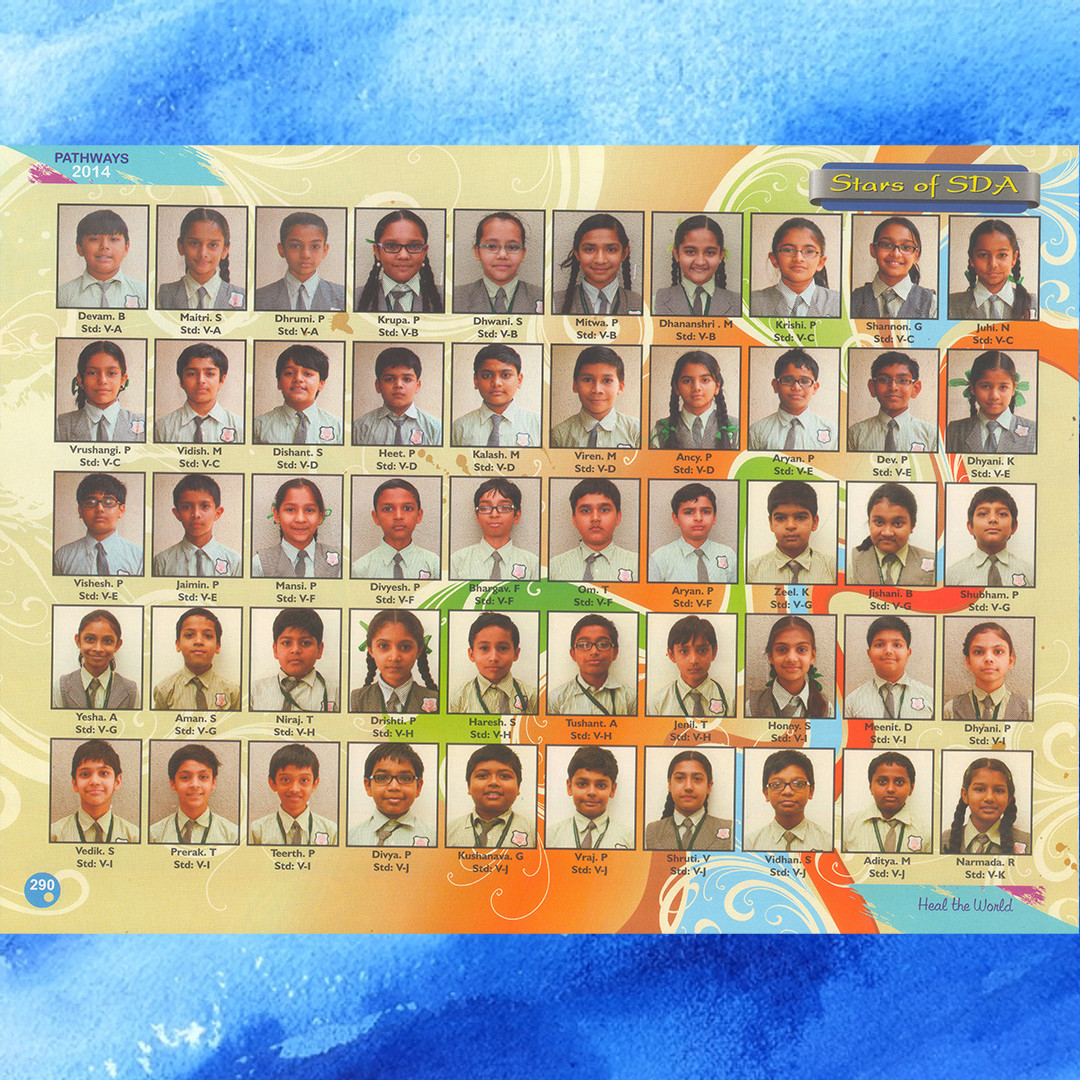 PATHWAYS
2014
Stars of SDA
Devam. B
Std: V-A
Maitri. S
Std: V-A
Dhrumi. P
Std: V-A
Krupa. P
Std: V-B
Dhwani. S
Std: V-B
Mitwa. P
Std: V-B
Dhananshri . M
Std: V-B
Krishi. P
Std: V-C
Shannon. G
Std: V-C
Juhi. N
Std: V-C
Vrushangi. P
Std: V-C
Vidish. M
Std: V-C
Dishant. S
Std: V-D
Heet. P
Std: V-D
Kalash. M
Std: V-D
Viren. M
Std: V-D
Ancy. P
Std: V-D
Aryan. P
Std: V-E
Dev. P
Std: V-E
Dhyani. K
Std: V-E
Vishesh. P
Std: V-E
Jaimin. P
Std: V-E
Mansi. P
Std: V-F
Divyesh. P
Std: V-F
Bhargav. F
Std: V-F
Om. T
Std: V-F
Aryan. P
Std: V-F
Zeel. K
Std: V-G
Jishani. B
Std: V-G
Shubham. P
Std: V-G
Yesha. A
Std: V-G
Aman. S
Std: V-G
Niraj. T
Std: V-H
Drishti. P
Std: V-H
Haresh. S
Std: V-H
Tushant. A
Std: V-H
Jenil. T
Std: V-H
Honey. S
Std: V-I
Meenit. D
Std: V-I
Dhyani. P
Std: V-I
Vedik. S
Std: V-I
Prerak. T
Std: V-I
Teerth. P
Std: V-I
Divya. P
Std: V-J
Kushanava. G
Std: V-J
Vraj. P
Std: V-J
Shruti. V
Std: V-J
Vidhan. S
Std: V-J
Aditya. M
Std: V-J
Narmada. R
Std: V-K
290
Heal the World